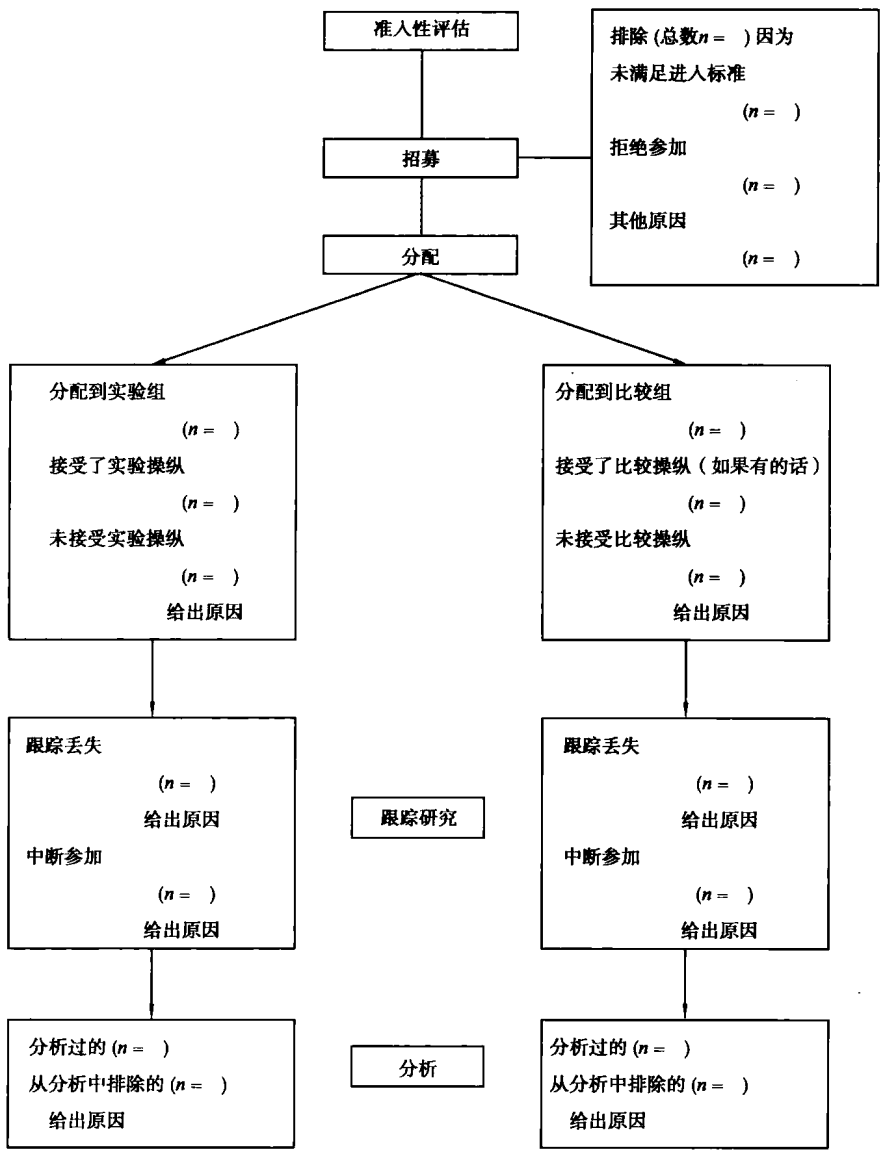 准入性评估
排除 (总数n = ) 因为
未满足进入标准
(n = )
拒绝参加
(n = )
其他原因
(n = )
招募
分配
分配到实验组
(n = )
接受了实验操纵
(n = )
未接受实验操纵
(n = )
给出原因
分配到比较组
(n = )
接受了比较操纵（如果有的话）
(n = )
未接受比较操纵
(n = )
给出原因
跟踪丢失
(n = )
给出原因
中断参加
(n = )
给出原因
跟踪研究
跟踪丢失
(n = )
给出原因
中断参加
(n = )
给出原因
分析过的 (n = )
从分析中排除的 (n = )
给出原因
分析
分析过的 (n = )
从分析中排除的 (n = )
给出原因